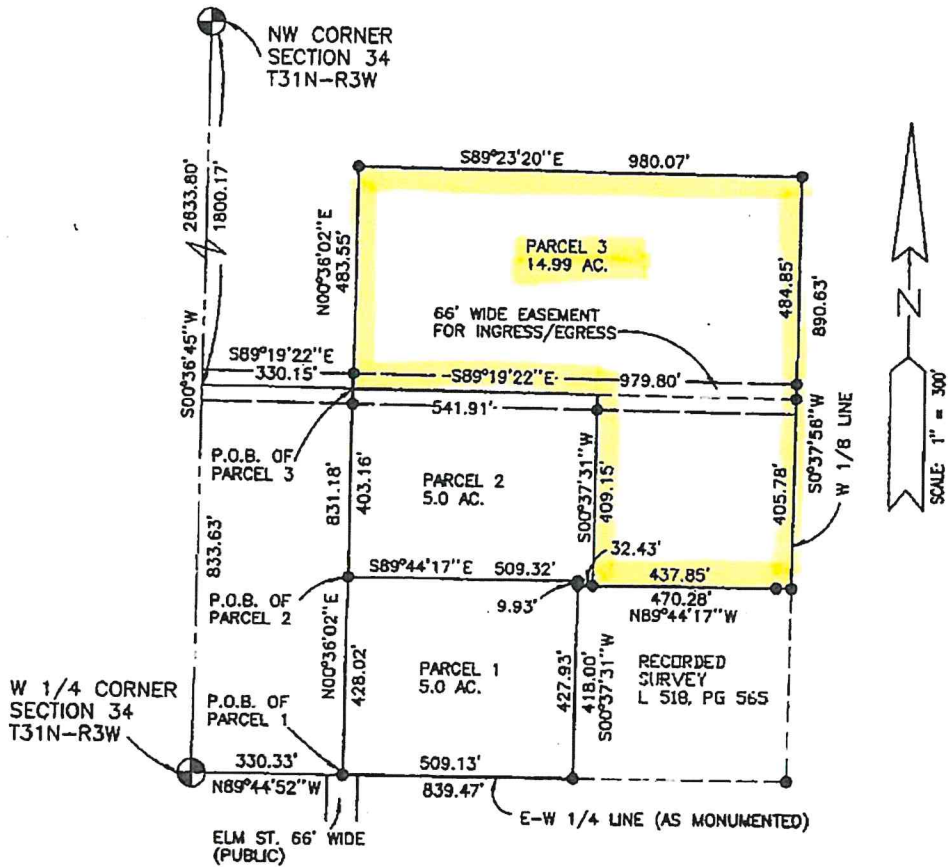 NW CORNER
SECTION 34
T31N-R3W
2633.80'
1800.17'
S00°36'45"W
S89°23'20"E 980.07'
N00°36'02"E
483.55'
PARCEL 3
14.99 AC.
484.85'
890.63'
66' WIDE EASEMENT
FOR INGRESS/EGRESS
S89°19'22"E
330.15'
S89°19'22"E 979.80'
541.91'
S0°37'58"W
W 1/8 LINE
N
SCALE: 1" = 300'
P.O.B. OF
PARCEL 3
831.18'
403.16'
PARCEL 2
5.0 AC.
S00°37'31"W
409.15'
405.78'
833.63'
32.43'
S89°44'17"E 509.32'
437.85'
9.93'
470.28'
N89°44'17"W
P.O.B. OF
PARCEL 2
N00°36'02"E
428.02'
PARCEL 1
5.0 AC.
427.93'
418.00'
S00°37'31"W
RECORDED
SURVEY
L 518, PG 565
W 1/4 CORNER
SECTION 34
T31N-R3W
P.O.B. OF
PARCEL 1
330.33'
N89°44'52"W
509.13'
839.47'
E-W 1/4 LINE (AS MONUMENTED)
ELM ST. 66' WIDE
(PUBLIC)